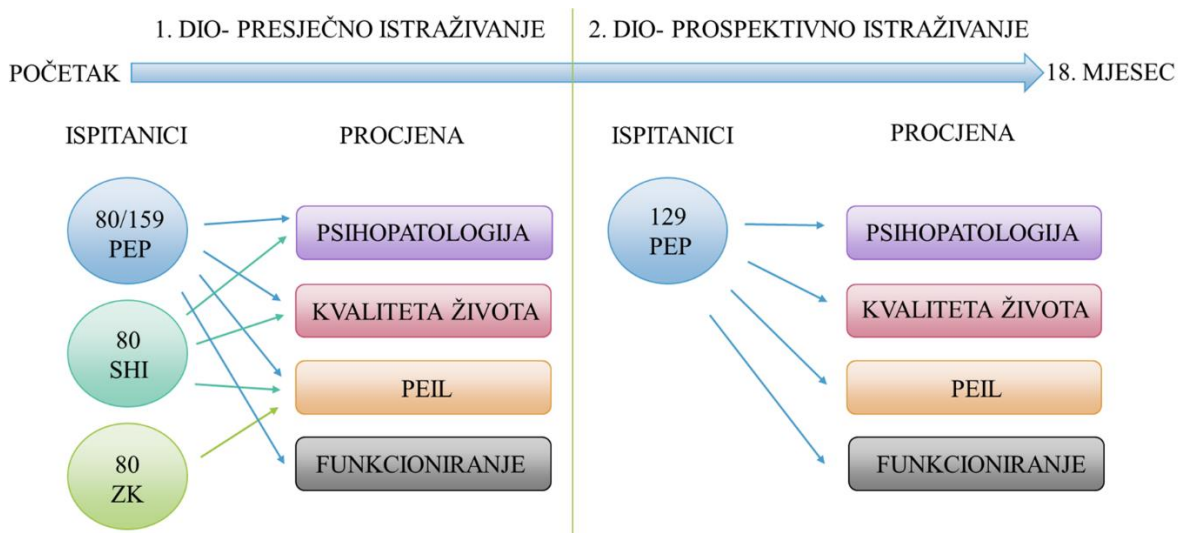 1. DIO- PRESJEČNO ISTRAŽIVANJE
2. DIO- PROSPEKTIVNO ISTRAŽIVANJE
POČETAK
18. MJESEC
ISPITANICI
PROCJENA
80/159
PEP
80
SHI
80
ZK
PSIHOPATOLOGIJA
KVALITETA ŽIVOTA
PEIL
FUNKCIONIRANJE
ISPITANICI
PROCJENA
129
PEP
PSIHOPATOLOGIJA
KVALITETA ŽIVOTA
PEIL
FUNKCIONIRANJE